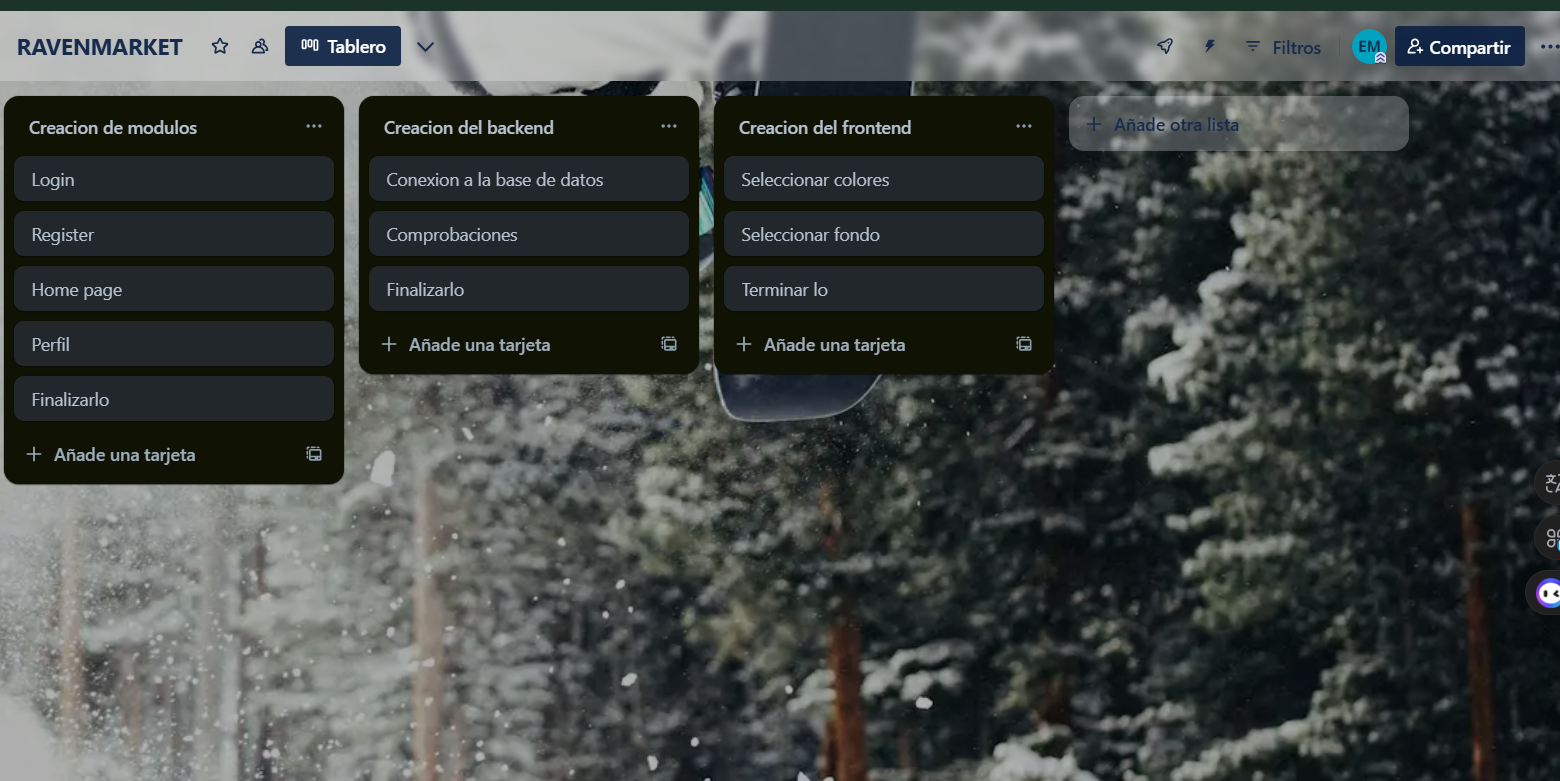 RAVENMARKET
Tablero
Filtros
EM
Compartir
Creacion de modulos
Login
Register
Home page
Perfil
Finalizarlo
Añade una tarjeta
Creacion del backend
Conexion a la base de datos
Comprobaciones
Finalizarlo
Añade una tarjeta
Creacion del frontend
Seleccionar colores
Seleccionar fondo
Terminar lo
Añade una tarjeta
Añade otra lista